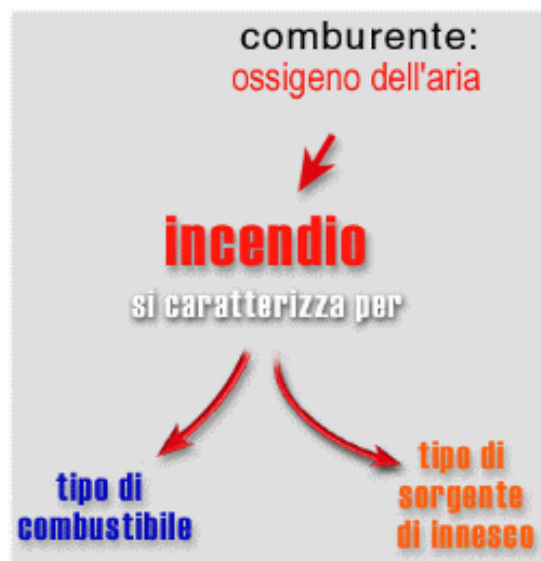 comburente:
ossigeno dell'aria
incendio
si caratterizza per
tipo di
combustibile
tipo di
sorgente
di innesco